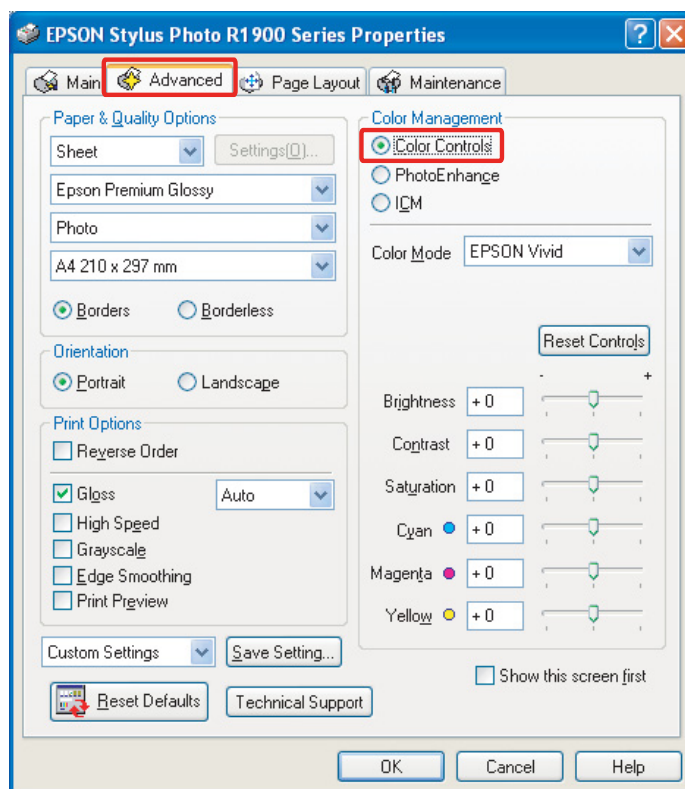 EPSON Stylus Photo R1900 Series Properties
Main
Advanced
Page Layout
Maintenance
Paper & Quality Options
Sheet
Settings(O)...
Epson Premium Glossy
Photo
A4 210 x 297 mm
Borders
Borderless
Orientation
Portrait
Landscape
Print Options
Reverse Order
Gloss
Auto
High Speed
Grayscale
Edge Smoothing
Print Preview
Custom Settings
Save Setting...
Reset Defaults
Technical Support
Color Management
Color Controls
PhotoEnhance
ICM
Color Mode
EPSON Vivid
Reset Controls
- +
Brightness + 0
Contrast + 0
Saturation + 0
Cyan + 0
Magenta + 0
Yellow + 0
Show this screen first
OK
Cancel
Help